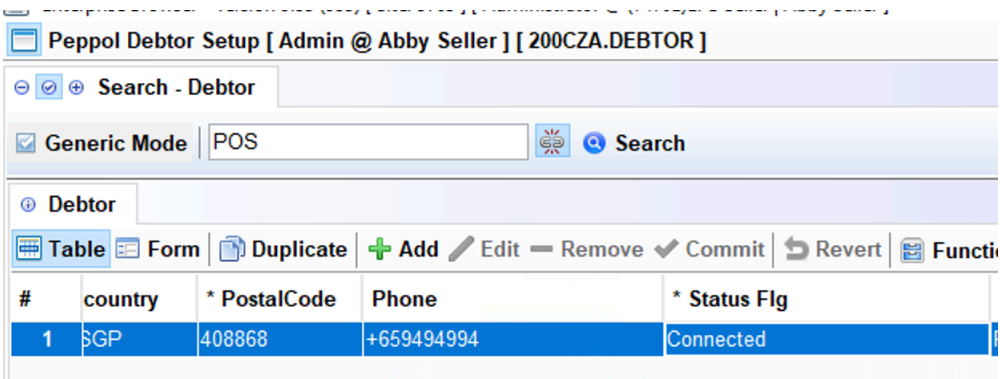 Peppol Debtor Setup [ Admin @ Abby Seller ] [ 200CZA.DEBTOR ]
Search - Debtor
Generic Mode POS Search
Debtor
Table Form Duplicate Add Edit Remove Commit Revert Functi
# country * PostalCode Phone * Status Flg
1 SGP 408868 +659494994 Connected